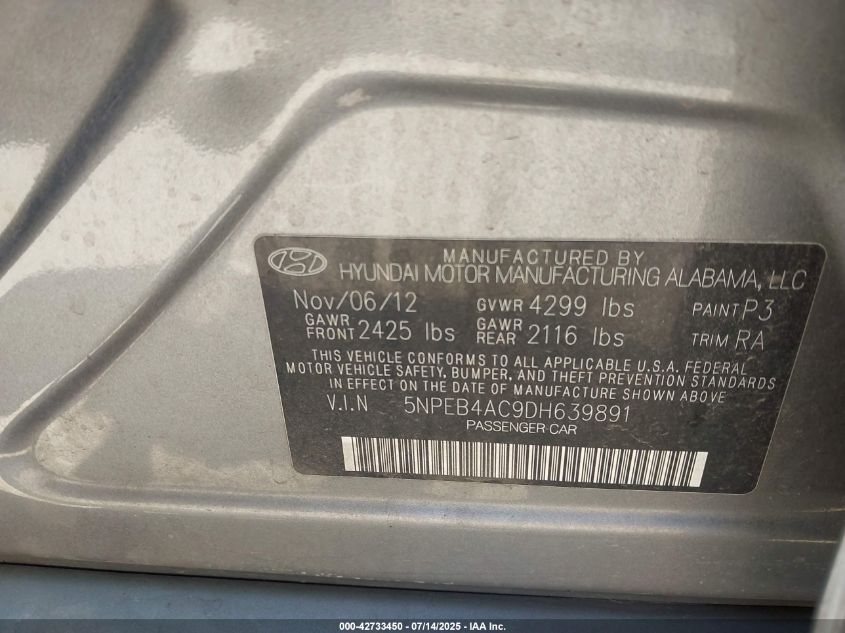 MANUFACTURED BY
HYUNDAI MOTOR MANUFACTURING ALABAMA, LLC
Nov/06/12 GVWR 4299 lbs PAINT P3
GAWR FRONT 2425 lbs GAWR REAR 2116 lbs TRIM RA
THIS VEHICLE CONFORMS TO ALL APPLICABLE U.S.A. FEDERAL
MOTOR VEHICLE SAFETY, BUMPER, AND THEFT PREVENTION STANDARDS
IN EFFECT ON THE DATE OF MANUFACTURE SHOWN ABOVE
V.I.N 5NPEB4AC9DH639891
PASSENGER CAR
000-42733450 - 07/14/2025 - IAA Inc.